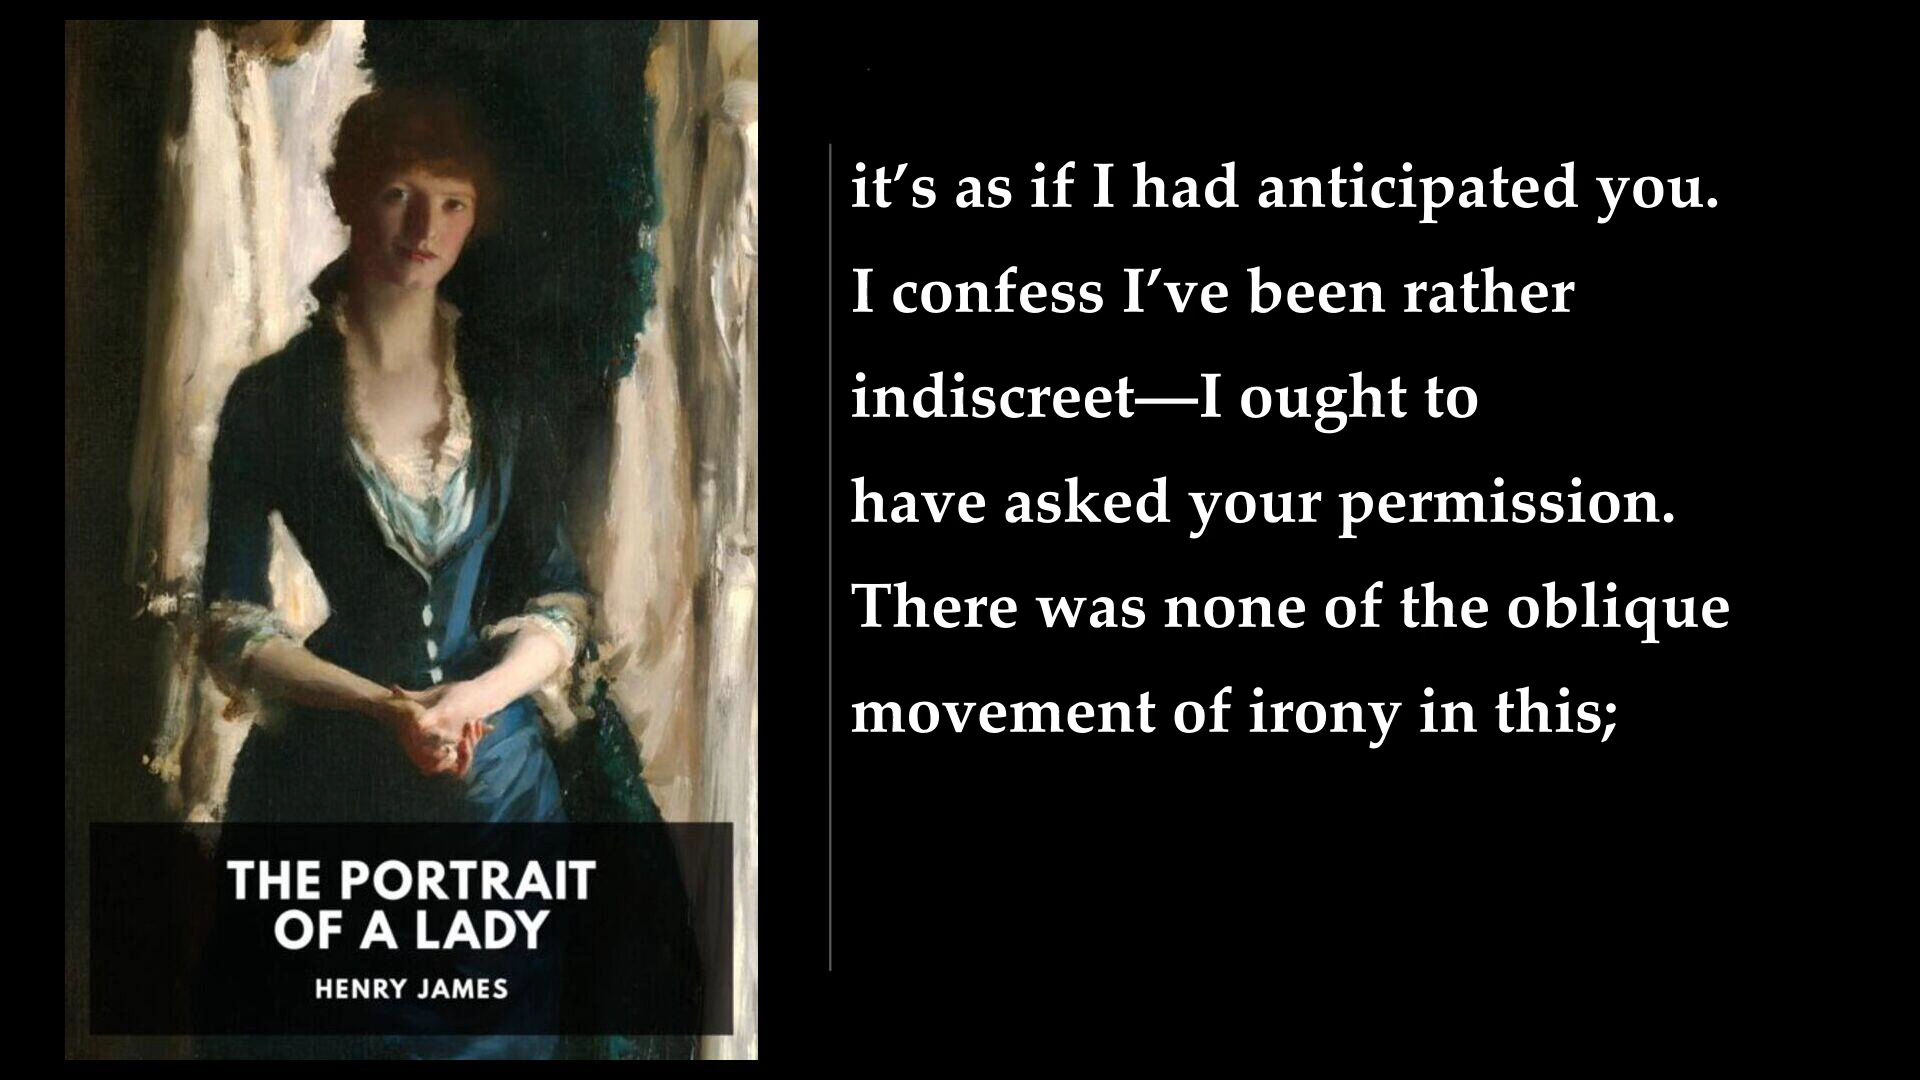 THE PORTRAIT
OF A LADY
HENRY JAMES
it’s as if I had anticipated you.
I confess I’ve been rather
indiscreet—I ought to
have asked your permission.
There was none of the oblique
movement of irony in this;